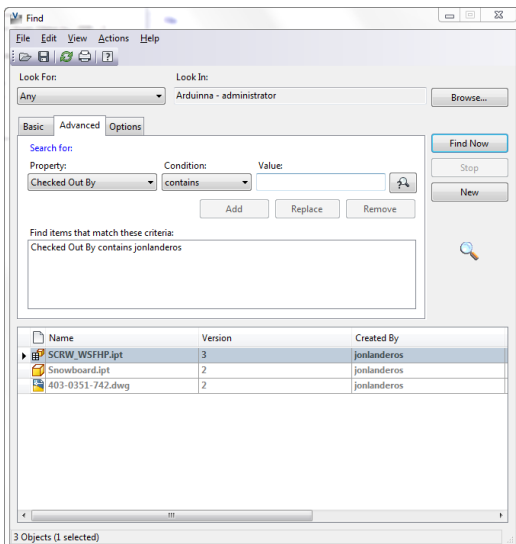 Find
File Edit View Actions Help
Look For: Look In:
Any Arduinna - administrator Browse...
Basic Advanced Options
Find Now
Search for:
Property: Condition: Value:
Stop
Checked Out By contains
New
Add Replace Remove
Find items that match these criteria:
Checked Out By contains jonlanderos
Name Version Created By
SCRW_WSFHP.ipt 3 jonlanderos
Snowboard.ipt 2 jonlanderos
403-0351-742.dwg 2 jonlanderos
3 Objects (1 selected)